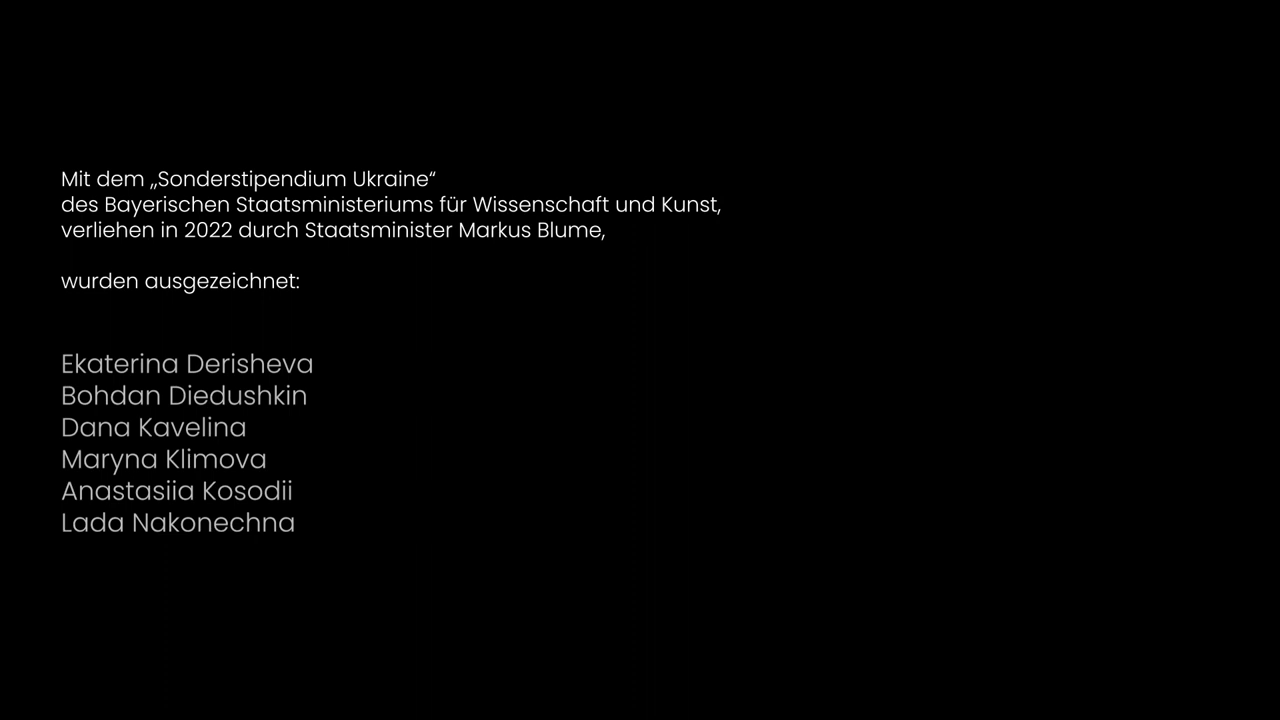 Mit dem „Sonderstipendium Ukraine“
des Bayerischen Staatsministeriums für Wissenschaft und Kunst,
verliehen in 2022 durch Staatsminister Markus Blume,
wurden ausgezeichnet:
Ekaterina Derisheva
Bohdan Diedushkin
Dana Kavelina
Maryna Klimova
Anastasiia Kosodii
Lada Nakonechna